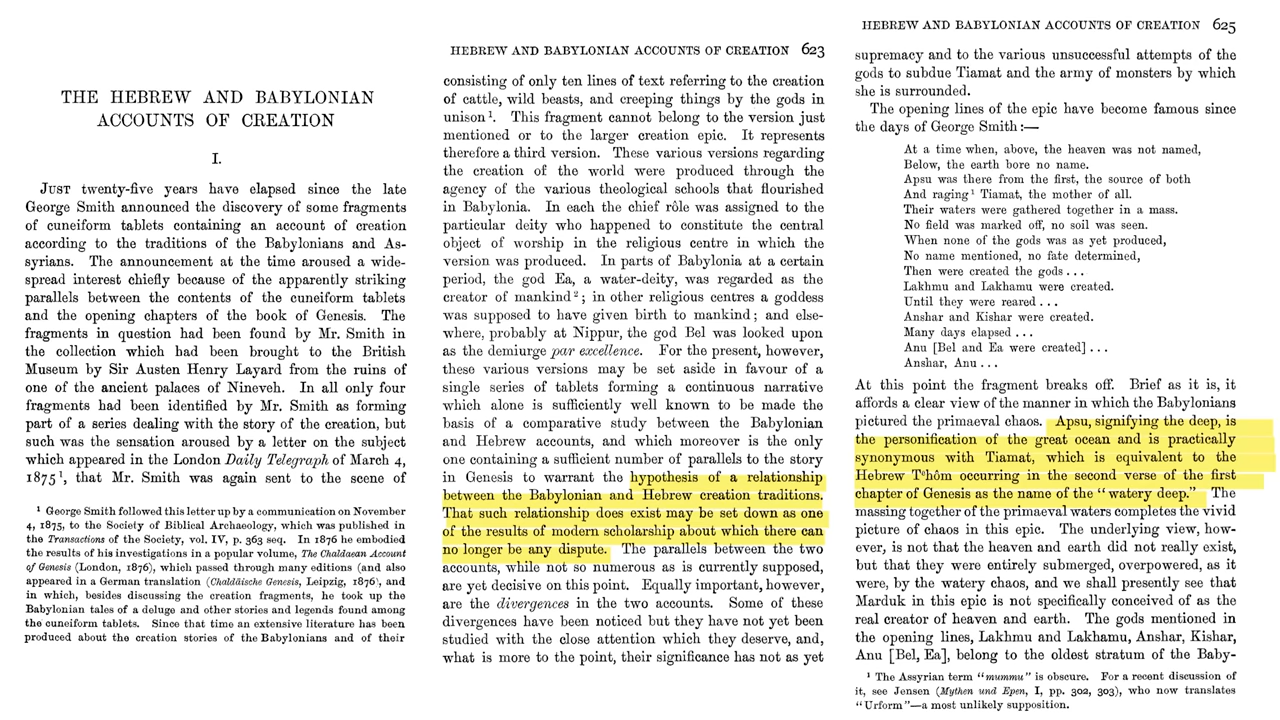 THE HEBREW AND BABYLONIAN
ACCOUNTS OF CREATION
I.
JUST twenty-five years have elapsed since the late
George Smith announced the discovery of some fragments
of cuneiform tablets containing an account of creation
according to the traditions of the Babylonians and As-
syrians. The announcement at the time aroused a wide-
spread interest chiefly because of the apparently striking
parallels between the contents of the cuneiform tablets
and the opening chapters of the book of Genesis. The
fragments in question had been found by Mr. Smith in
the collection which had been brought to the British
Museum by Sir Austen Henry Layard from the ruins of
one of the ancient palaces of Nineveh. In all only four
fragments had been identified by Mr. Smith as forming
part of a series dealing with the story of the creation, but
such was the sensation aroused by a letter on the subject
which appeared in the London Daily Telegraph of March 4,
1875¹, that Mr. Smith was again sent to the scene of
¹ George Smith followed this letter up by a communication on November
4, 1875, to the Society of Biblical Archaeology, which was published in
the Transactions of the Society, vol. IV, p. 363 seq. In 1876 he embodied
the results of his investigations in a popular volume, The Chaldaean Account
of Genesis (London, 1876), which passed through many editions (and also
appeared in a German translation (Chaldäische Genesis, Leipzig, 1876), and
in which, besides discussing the creation fragments, he took up the
Babylonian tales of a deluge and other stories and legends found among
the cuneiform tablets. Since that time an extensive literature has been
produced about the creation stories of the Babylonians and of their
HEBREW AND BABYLONIAN ACCOUNTS OF CREATION 623
consisting of only ten lines of text referring to the creation
of cattle, wild beasts, and creeping things by the gods in
unison¹. This fragment cannot belong to the version just
mentioned or to the larger creation epic. It represents
therefore a third version. These various versions regarding
the creation of the world were produced through the
agency of the various theological schools that flourished
in Babylonia. In each the chief rôle was assigned to the
particular deity who happened to constitute the central
object of worship in the religious centre in which the
version was produced. In parts of Babylonia at a certain
period, the god Ea, a water-deity, was regarded as the
creator of mankind²; in other religious centres a goddess
was supposed to have given birth to mankind; and else-
where, probably at Nippur, the god Bel was looked upon
as the demiurge par excellence. For the present, however,
these various versions may be set aside in favour of a
single series of tablets forming a continuous narrative
which alone is sufficiently well known to be made the
basis of a comparative study between the Babylonian
and Hebrew accounts, and which moreover is the only
one containing a sufficient number of parallels to the story
in Genesis to warrant the hypothesis of a relationship
between the Babylonian and Hebrew creation traditions.
That such relationship does exist may be set down as one
of the results of modern scholarship about which there can
no longer be any dispute. The parallels between the two
accounts, while not so numerous as is currently supposed,
are yet decisive on this point. Equally important, however,
are the divergences in the two accounts. Some of these
divergences have been noticed but they have not yet been
studied with the close attention which they deserve, and,
what is more to the point, their significance has not as yet
HEBREW AND BABYLONIAN ACCOUNTS OF CREATION 625
supremacy and to the various unsuccessful attempts of the
gods to subdue Tiamat and the army of monsters by which
she is surrounded.
The opening lines of the epic have become famous since
the days of George Smith:—
At a time when, above, the heaven was not named,
Below, the earth bore no name.
Apsu was there from the first, the source of both
And raging¹ Tiamat, the mother of all.
Their waters were gathered together in a mass.
No field was marked off, no soil was seen.
When none of the gods was as yet produced,
No name mentioned, no fate determined,
Then were created the gods . . .
Lakhmu and Lakhamu were created.
Until they were reared . . .
Anshar and Kishar were created.
Many days elapsed . . .
Anu [Bel and Ea were created] . . .
Anshar, Anu . . .
At this point the fragment breaks off. Brief as it is, it
affords a clear view of the manner in which the Babylonians
pictured the primaeval chaos. Apsu, signifying the deep, is
the personification of the great ocean and is practically
synonymous with Tiamat, which is equivalent to the
Hebrew Tᵉhôm occurring in the second verse of the first
chapter of Genesis as the name of the "watery deep." The
massing together of the primaeval waters completes the vivid
picture of chaos in this epic. The underlying view, how-
ever, is not that the heaven and earth did not really exist,
but that they were entirely submerged, overpowered, as it
were, by the watery chaos, and we shall presently see that
Marduk in this epic is not specifically conceived of as the
real creator of heaven and earth. The gods mentioned in
the opening lines, Lakhmu and Lakhamu, Anshar, Kishar,
Anu [Bel, Ea], belong to the oldest stratum of the Baby-
¹ The Assyrian term "mummu" is obscure. For a recent discussion of
it, see Jensen (Mythen und Epen, I, pp. 302, 303), who now translates
"Urform"—a most unlikely supposition.